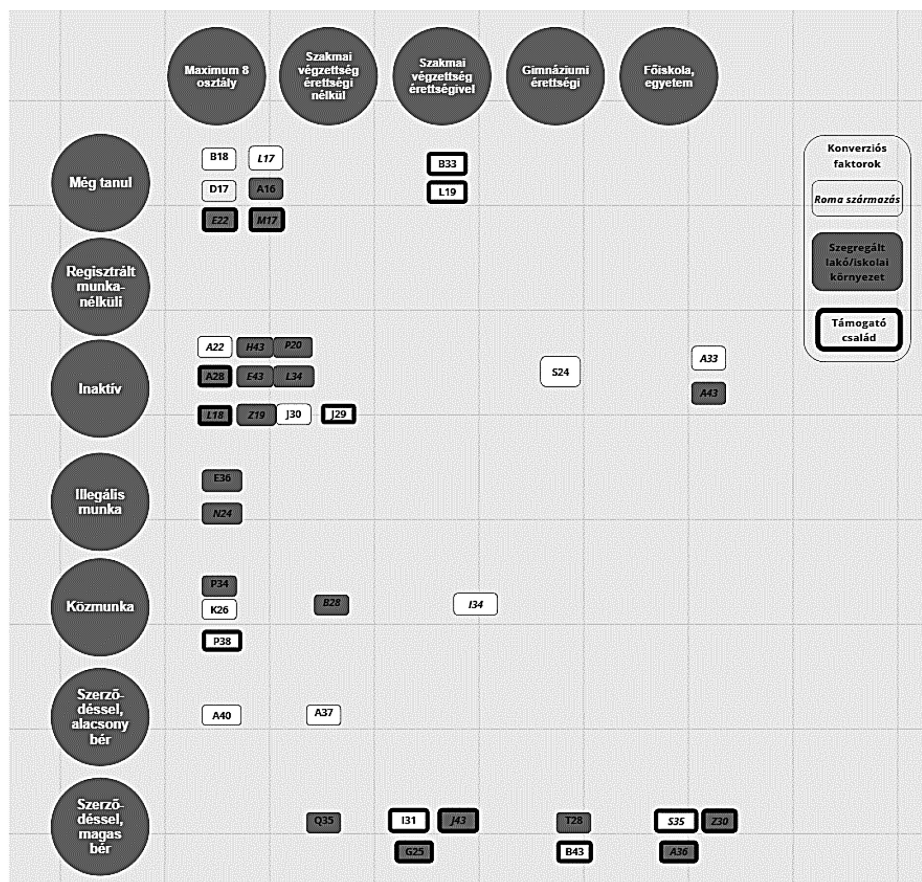 Maximum 8
osztály
Szakmai
végzettség
érettségi
nélkül
Szakmai
végzettség
érettségivel
Gimnáziumi
érettségi
Főiskola,
egyetem
Még tanul
B18 L17
D17 A16
E22 M17
B33
L19
Konverziós
faktorok
Roma származás
Szegregált
lakó/iskolai
környezet
Támogató
család
Regisztrált
munka-
nélküli
Inaktív
A22 H43 P20
A28 E43 L34
L18 Z19 J30 J29
S24
A33
A43
Illegális
munka
E36
N24
Közmunka
P34
K26
P38
B28
I34
Szerző-
déssel,
alacsony
bér
A40
A37
Szerző-
déssel,
magas
bér
Q35
I31 J43
G25
T28
B43
S35 Z30
A36